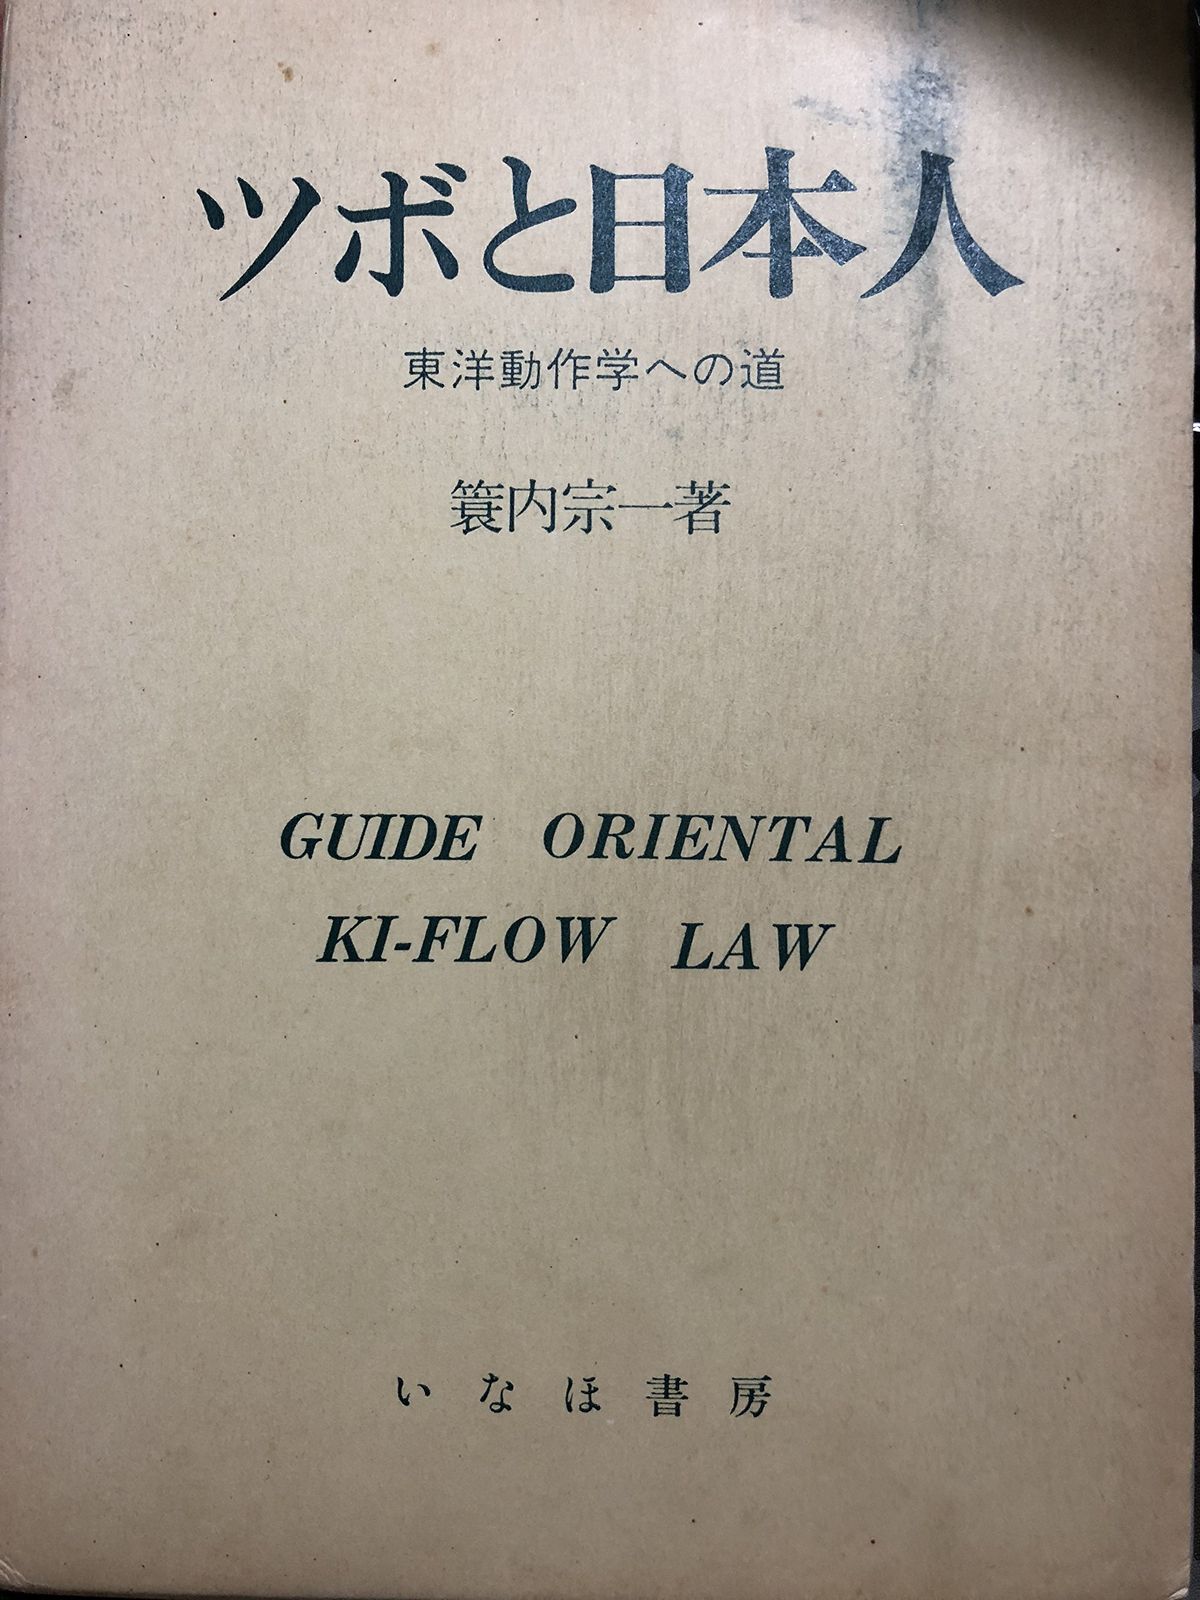 ツボと日本人
東洋動作学への道
簑内宗一著
GUIDE ORIENTAL
KI-FLOW LAW
いなほ書房